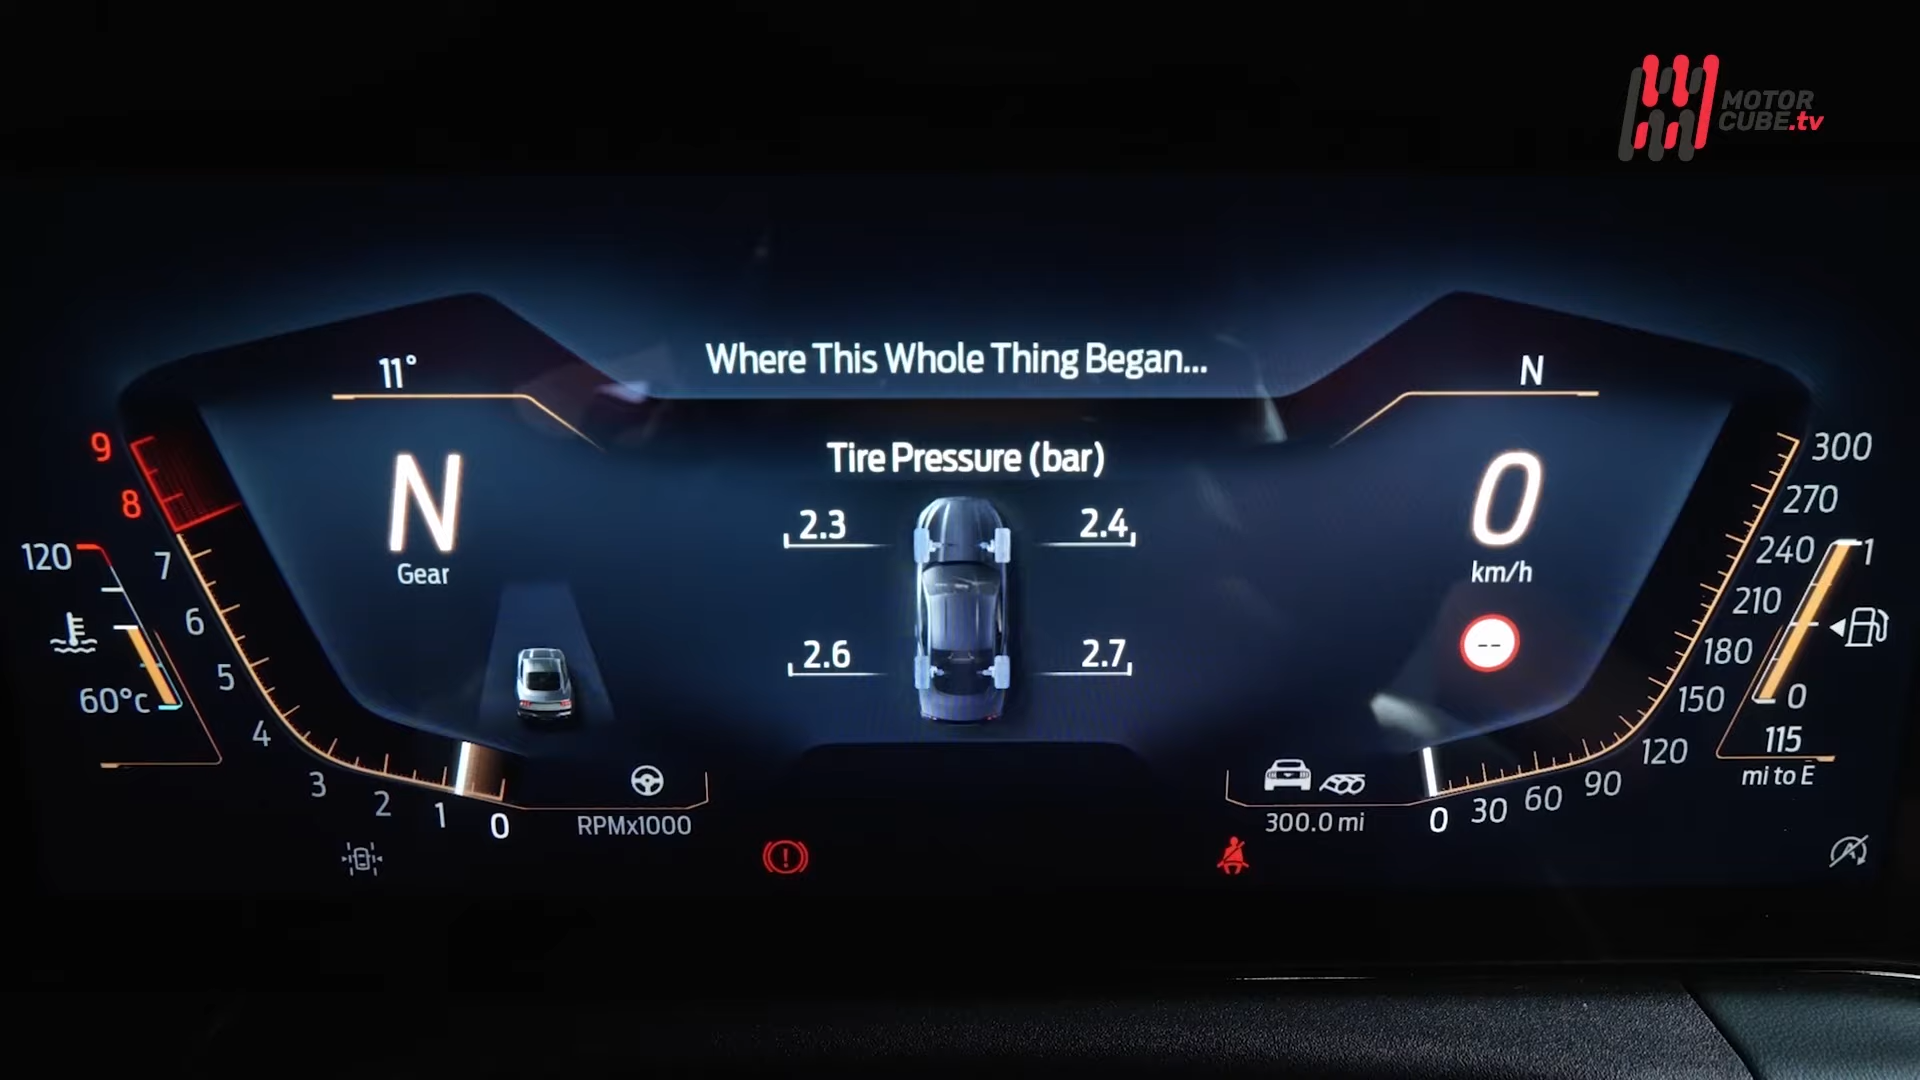 MOTOR
CUBE.tv
Where This Whole Thing Began...
11°
N
Tire Pressure (bar)
N
Gear
2.3
2.4
2.6
2.7
0
km/h
--
9
8
7
6
5
4
3
2
1
0
RPMx1000
120
60°c
300
270
240
210
180
150
120
90
60
30
0
300.0 mi
1
0
115
mi to E